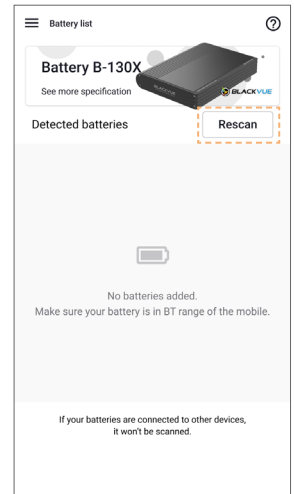 Battery list
Battery B-130X
See more specification
BLACKVUE
Detected batteries
Rescan
No batteries added.
Make sure your battery is in BT range of the mobile.
If your batteries are connected to other devices,
it won't be scanned.